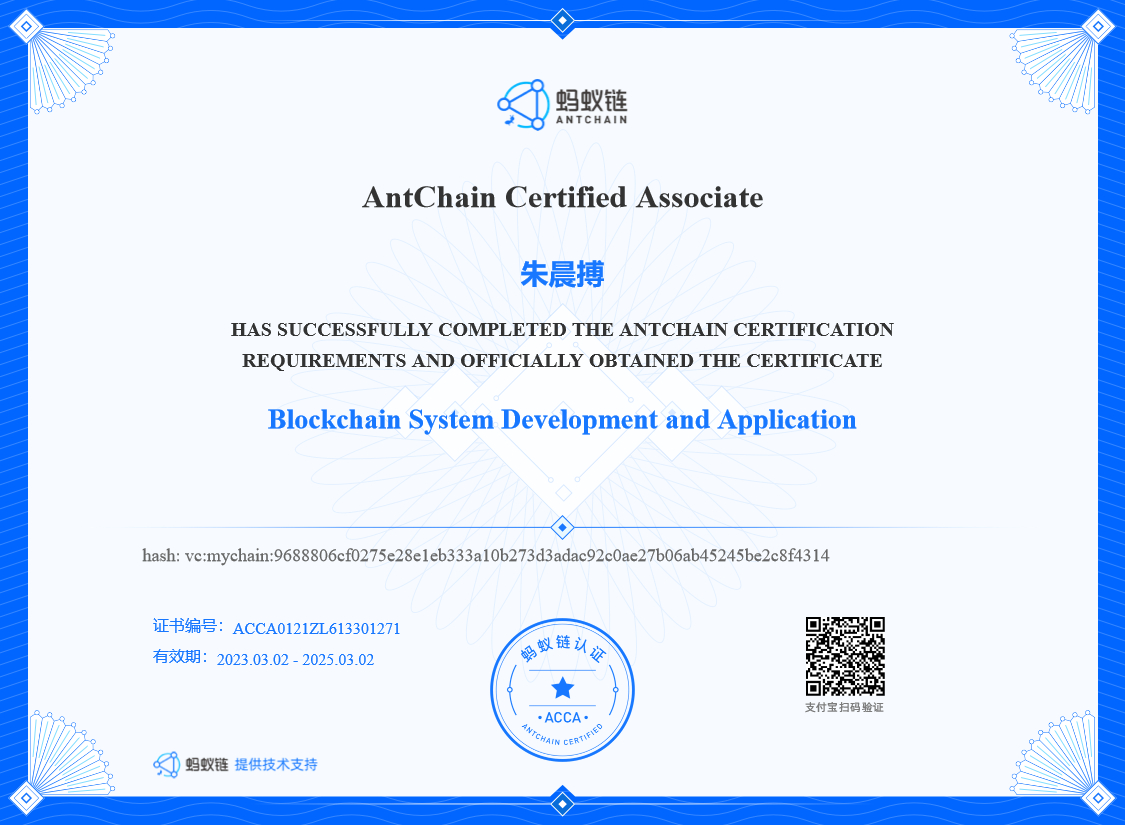 蚂蚁链
ANTCHAIN
AntChain Certified Associate
朱晨搏
HAS SUCCESSFULLY COMPLETED THE ANTCHAIN CERTIFICATION
REQUIREMENTS AND OFFICIALLY OBTAINED THE CERTIFICATE
Blockchain System Development and Application
hash: vc:mychain:9688806cf0275e28e1eb333a10b273d3adac92c0ae27b06ab45245be2c8f4314
证书编号：ACCA0121ZL613301271
有效期：2023.03.02 - 2025.03.02
蚂蚁链认证
·ACCA·
ANTCHAIN CERTIFIED
支付宝扫码验证
蚂蚁链 提供技术支持